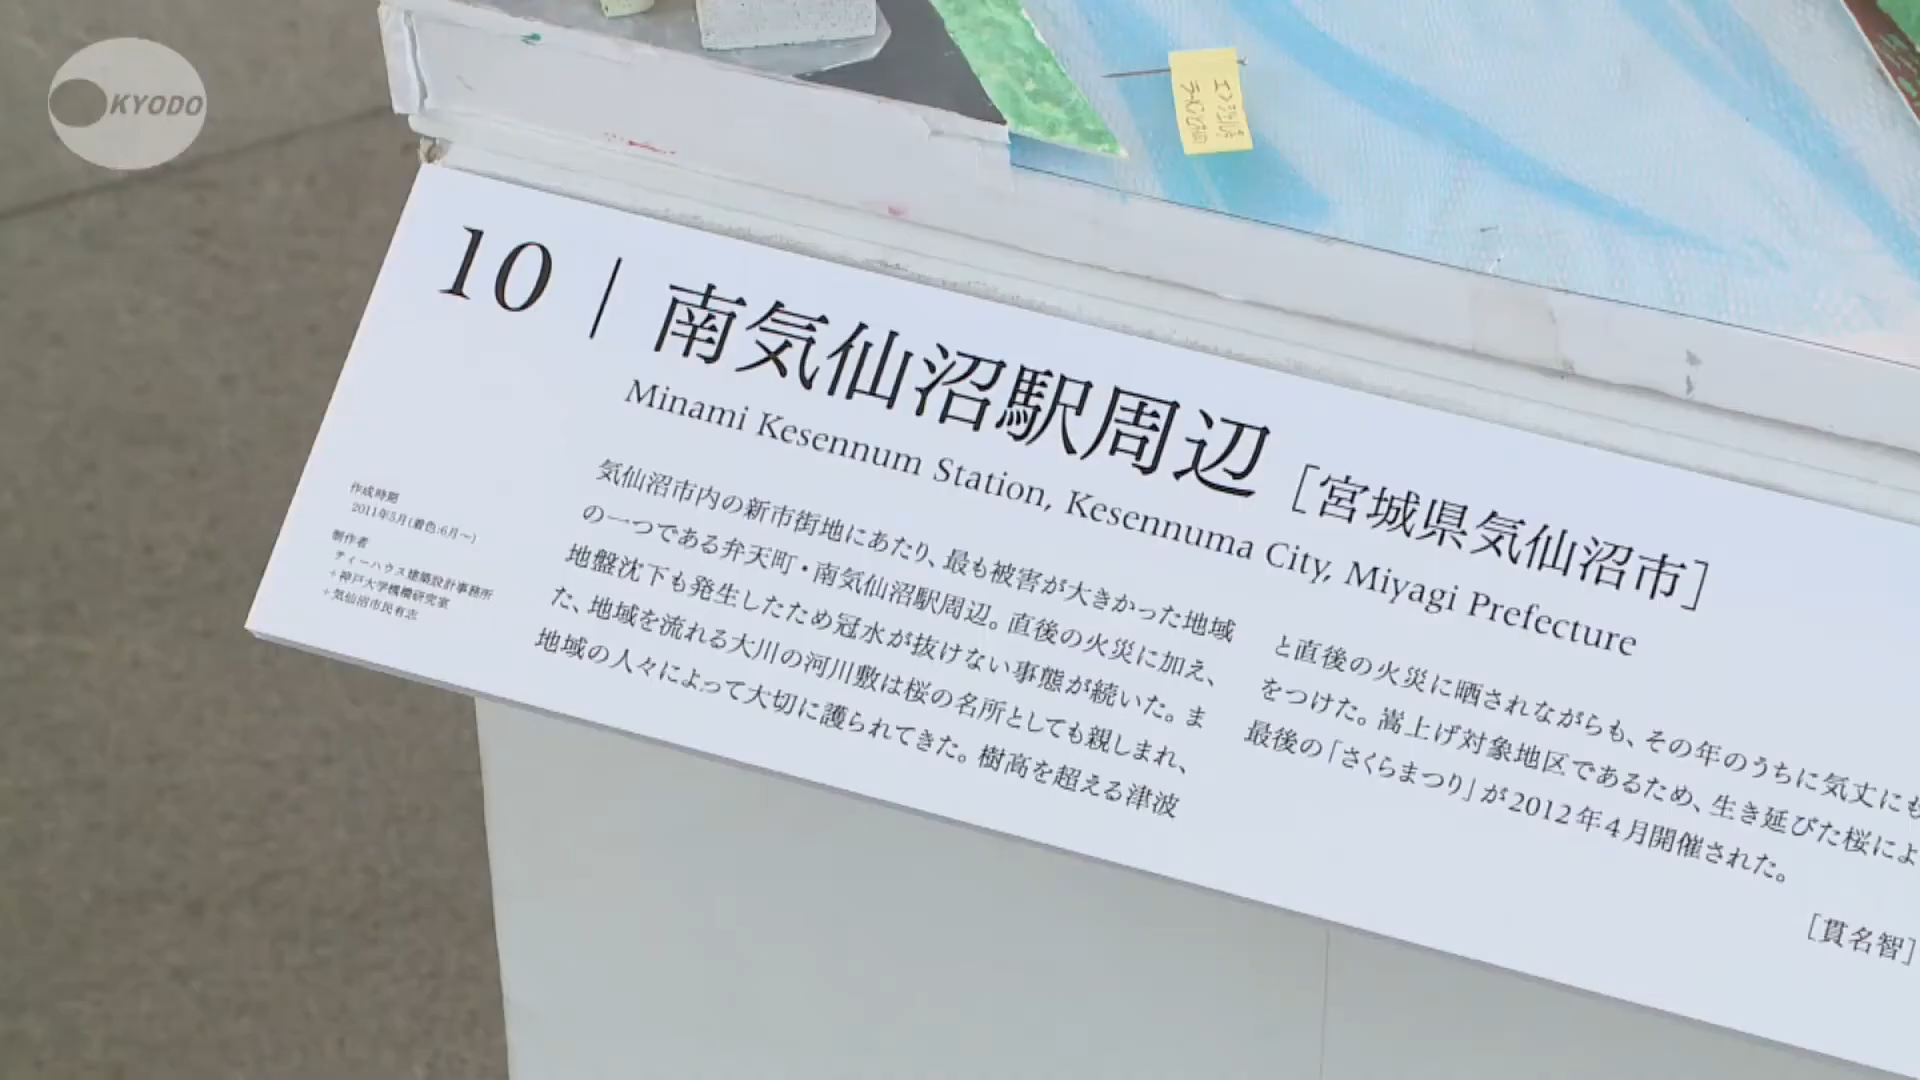 KYODO
10｜南気仙沼駅周辺［宮城県気仙沼市］
Minami Kesennum Station, Kesennuma City, Miyagi Prefecture
作成時期
2011年5月(着色:6月〜)
制作者
ティーハウス建築設計事務所
+神戸大学槻橋研究室
+気仙沼市民有志
気仙沼市内の新市街地にあたり、最も被害が大きかった地域
の一つである弁天町・南気仙沼駅周辺。直後の火災に加え、
地盤沈下も発生したため冠水が抜けない事態が続いた。ま
た、地域を流れる大川の河川敷は桜の名所としても親しまれ、
地域の人々によって大切に護られてきた。樹高を超える津波
と直後の火災に晒されながらも、その年のうちに気丈にも
をつけた。嵩上げ対象地区であるため、生き延びた桜によ
最後の「さくらまつり」が2012年4月開催された。
［貫名智］